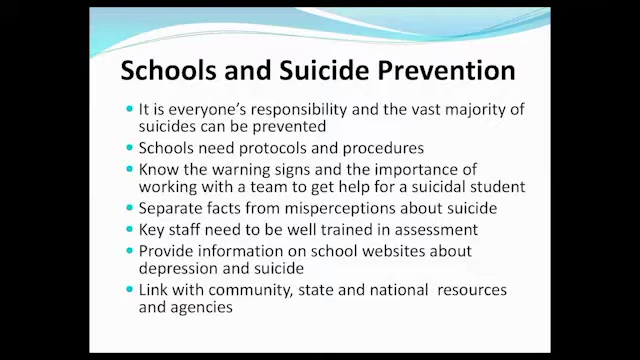 Schools and Suicide Prevention
It is everyone's responsibility and the vast majority of
suicides can be prevented
Schools need protocols and procedures
Know the warning signs and the importance of
working with a team to get help for a suicidal student
Separate facts from misperceptions about suicide
Key staff need to be well trained in assessment
Provide information on school websites about
depression and suicide
Link with community, state and national resources
and agencies